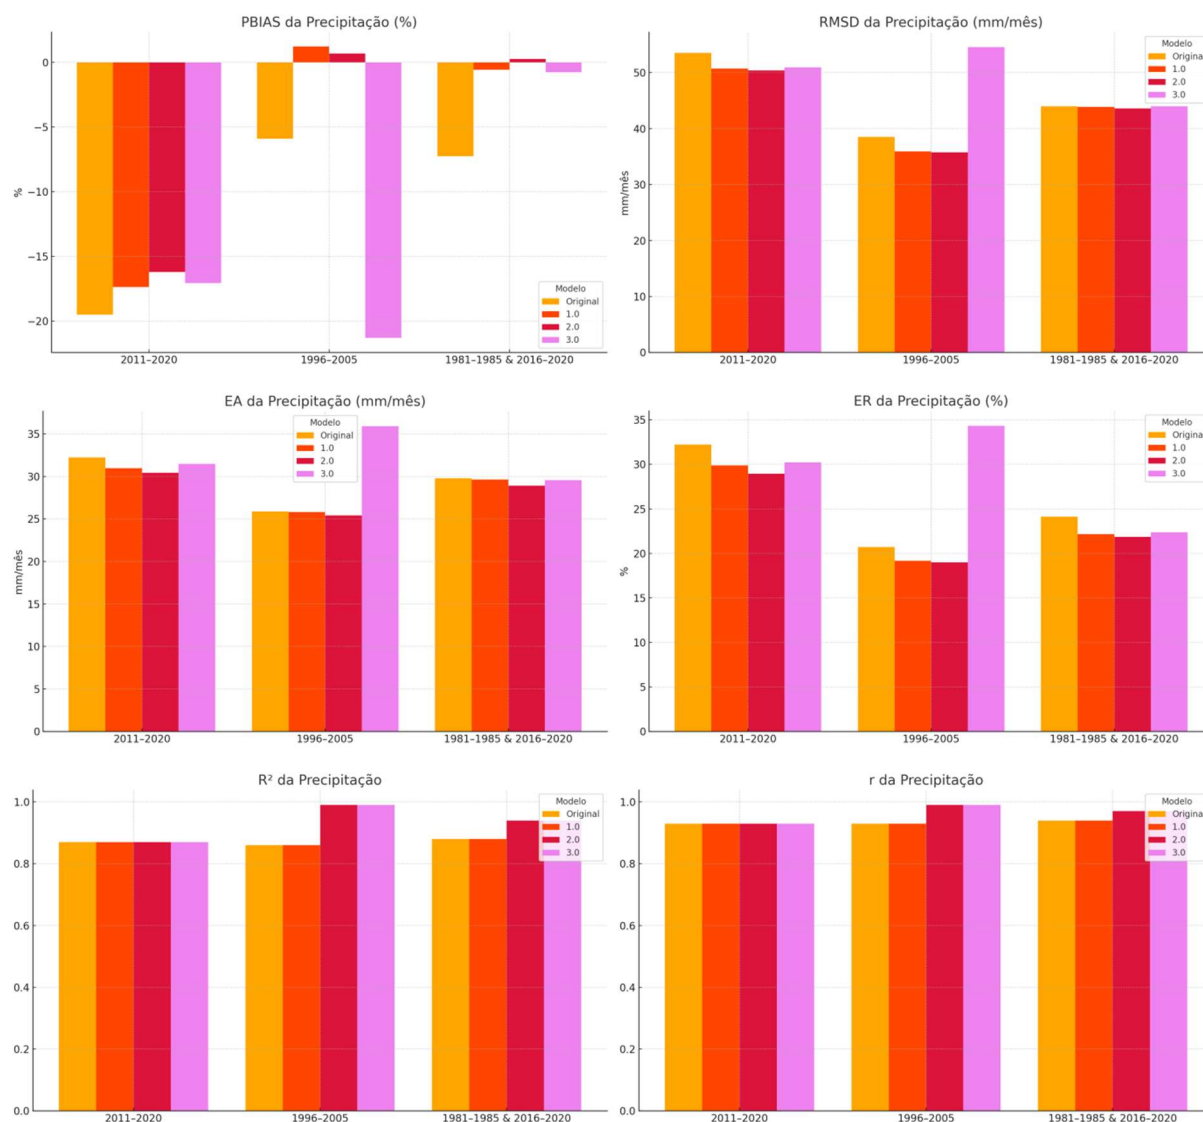 PBIAS da Precipitação (%)
0
−5
−10
−15
−20
%
Modelo
Original
1.0
2.0
3.0
2011–2020
1996–2005
1981–1985 & 2016–2020
RMSD da Precipitação (mm/mês)
50
40
30
20
10
0
mm/mês
Modelo
Original
1.0
2.0
3.0
2011–2020
1996–2005
1981–1985 & 2016–2020
EA da Precipitação (mm/mês)
35
30
25
20
15
10
5
0
mm/mês
Modelo
Original
1.0
2.0
3.0
2011–2020
1996–2005
1981–1985 & 2016–2020
ER da Precipitação (%)
35
30
25
20
15
10
5
0
%
Modelo
Original
1.0
2.0
3.0
2011–2020
1996–2005
1981–1985 & 2016–2020
R² da Precipitação
1.0
0.8
0.6
0.4
0.2
0.0
Modelo
Original
1.0
2.0
3.0
2011–2020
1996–2005
1981–1985 & 2016–2020
r da Precipitação
1.0
0.8
0.6
0.4
0.2
0.0
Modelo
Original
1.0
2.0
3.0
2011–2020
1996–2005
1981–1985 & 2016–2020